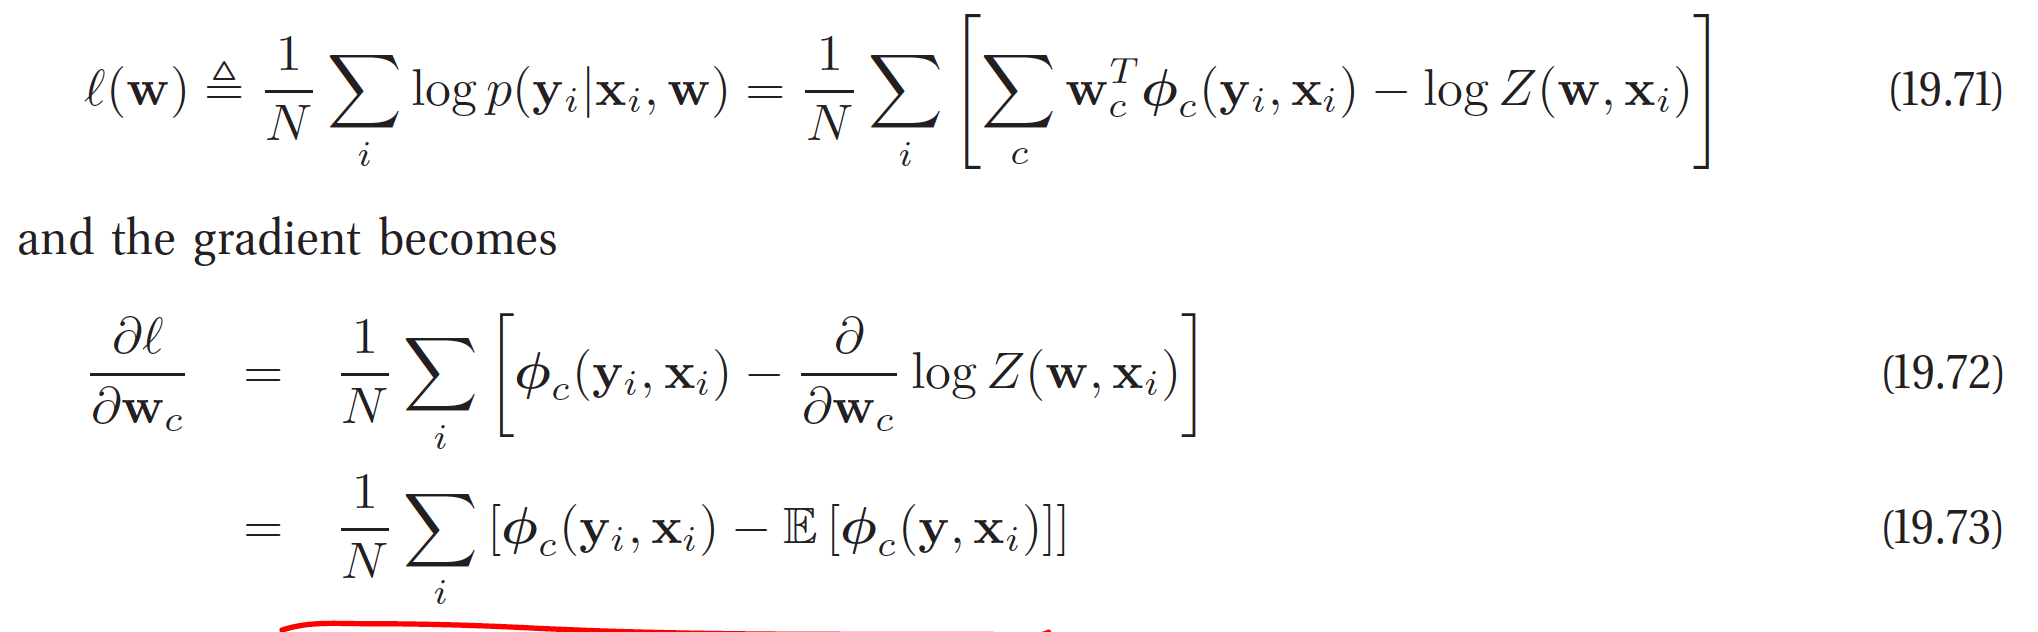 ℓ(w) ≜ 1/N ∑_i log p(y_i|x_i, w) = 1/N ∑_i [∑_c w_c^T ϕ_c(y_i, x_i) − log Z(w, x_i)] (19.71)
and the gradient becomes
∂ℓ/∂w_c = 1/N ∑_i [ϕ_c(y_i, x_i) − ∂/∂w_c log Z(w, x_i)] (19.72)
= 1/N ∑_i [ϕ_c(y_i, x_i) − 𝔼 [ϕ_c(y, x_i)]] (19.73)